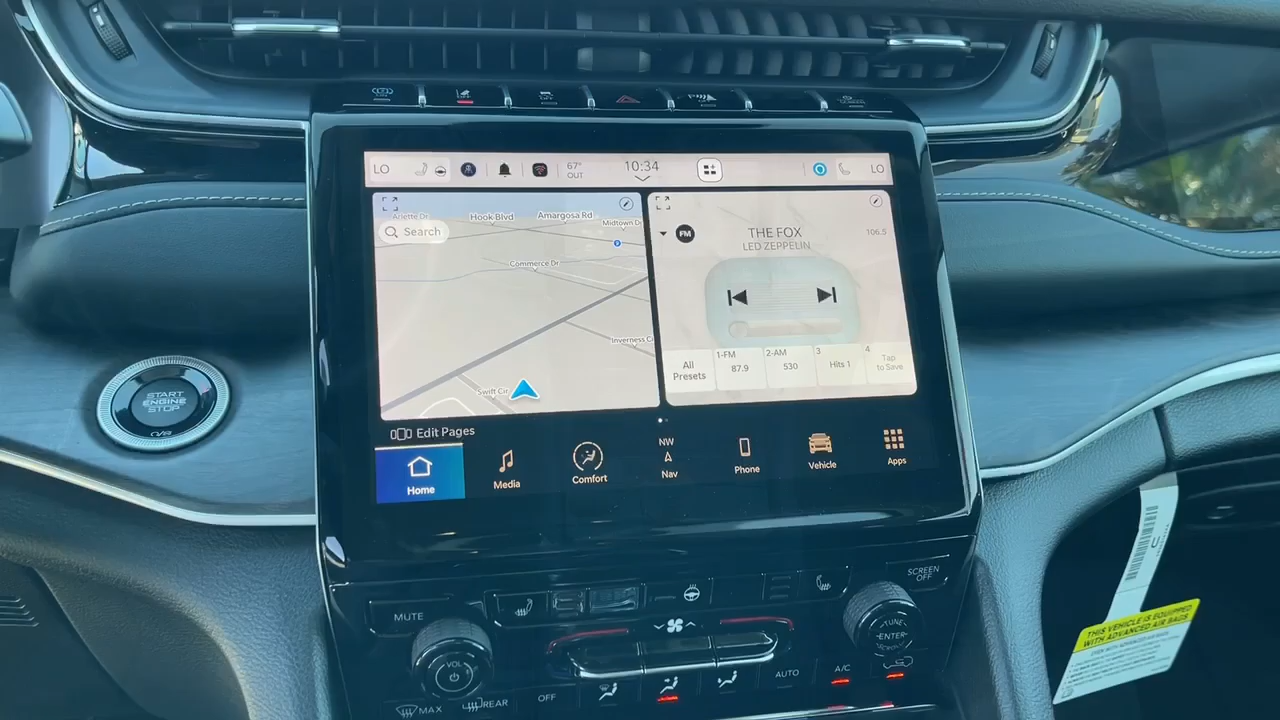 OFF
LO
67°
OUT
10:34
LO
Arlette Dr
Hook Blvd
Amargosa Rd
Midtown Dr
Search
Commerce Dr
Inverness C
Swift Cir
FM
THE FOX
LED ZEPPELIN
106.5
All
Presets
1-FM
87.9
2-AM
530
3
Hits 1
4
Tap
to Save
START
ENGINE
STOP
Edit Pages
Home
Media
Comfort
NW
Nav
Phone
Vehicle
Apps
MUTE
SCREEN
OFF
VOL
TUNE
ENTER
SCROLL
MAX
REAR
OFF
AUTO
A/C
THIS VEHICLE IS EQUIPPED
WITH ADVANCED AIR BAGS